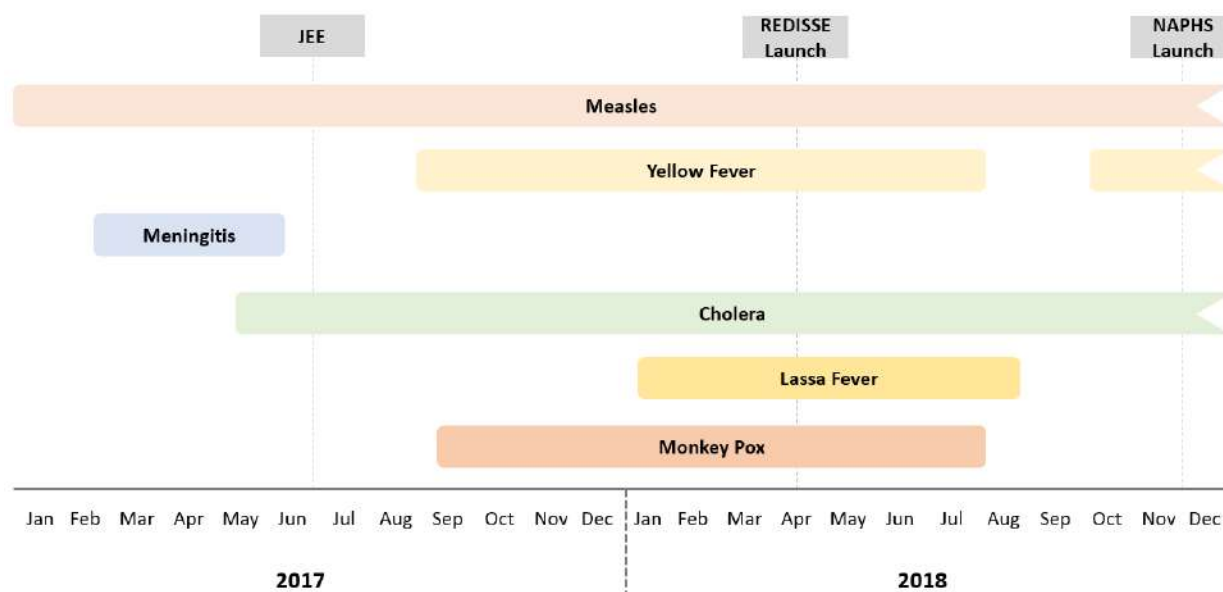 JEE
REDISSE
Launch
NAPHS
Launch
Measles
Yellow Fever
Meningitis
Cholera
Lassa Fever
Monkey Pox
Jan Feb Mar Apr May Jun Jul Aug Sep Oct Nov Dec Jan Feb Mar Apr May Jun Jul Aug Sep Oct Nov Dec
2017 2018